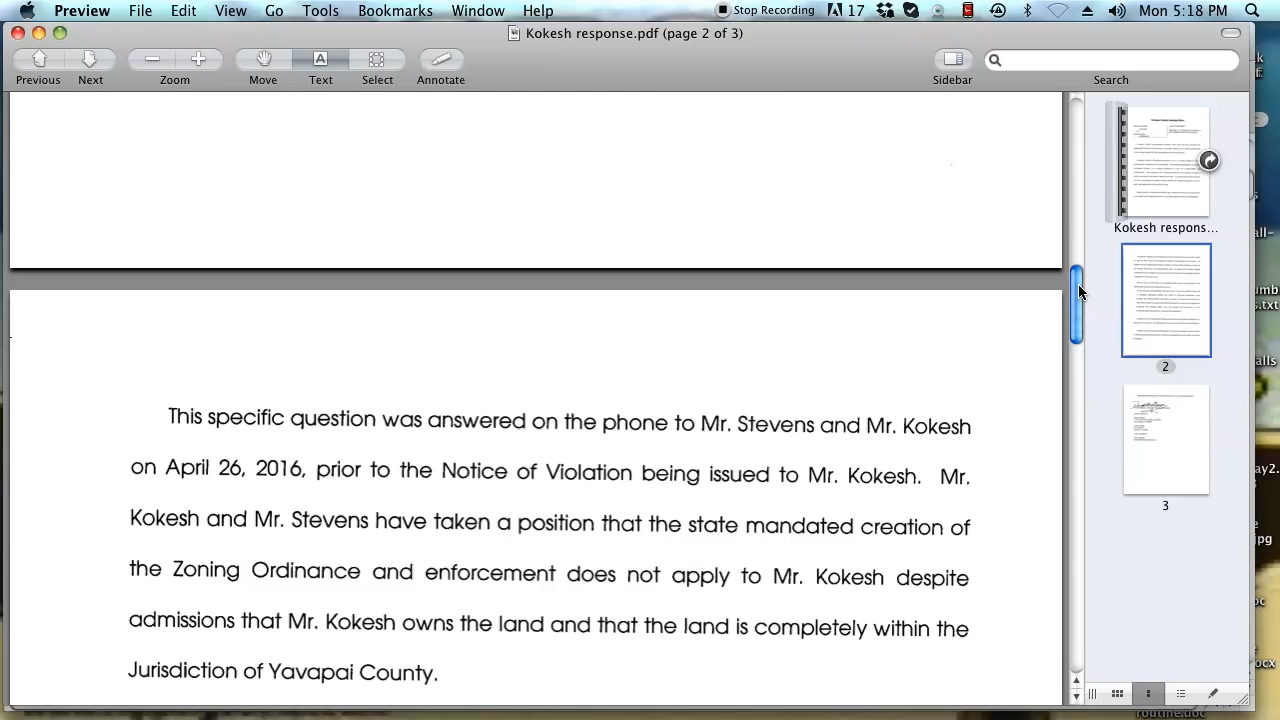 Preview File Edit View Go Tools Bookmarks Window Help Stop Recording 17 Mon 5:18 PM
Kokesh response.pdf (page 2 of 3)
Previous Next Zoom Move Text Select Annotate Sidebar Search
Kokesh respons...
2
3
This specific question was answered on the phone to Mr. Stevens and Mr. Kokesh
on April 26, 2016, prior to the Notice of Violation being issued to Mr. Kokesh. Mr.
Kokesh and Mr. Stevens have taken a position that the state mandated creation of
the Zoning Ordinance and enforcement does not apply to Mr. Kokesh despite
admissions that Mr. Kokesh owns the land and that the land is completely within the
Jurisdiction of Yavapai County.
s.txt
alls
jpg
routine.doc